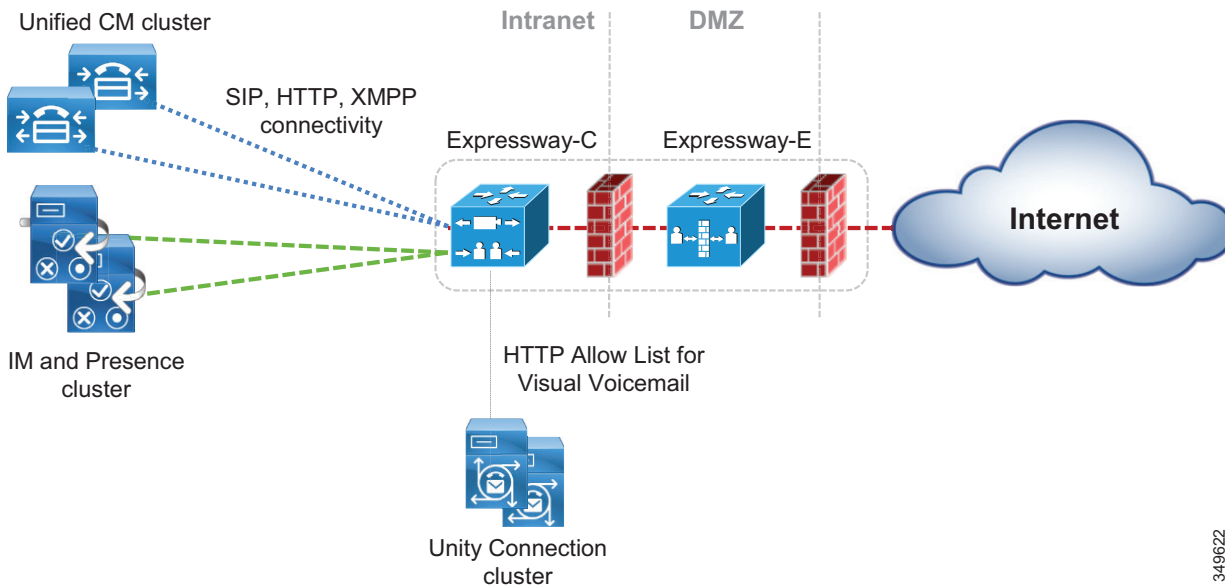 Unified CM cluster
Intranet
DMZ
SIP, HTTP, XMPP
connectivity
Expressway-C
Expressway-E
Internet
IM and Presence
cluster
HTTP Allow List for
Visual Voicemail
Unity Connection
cluster
349622